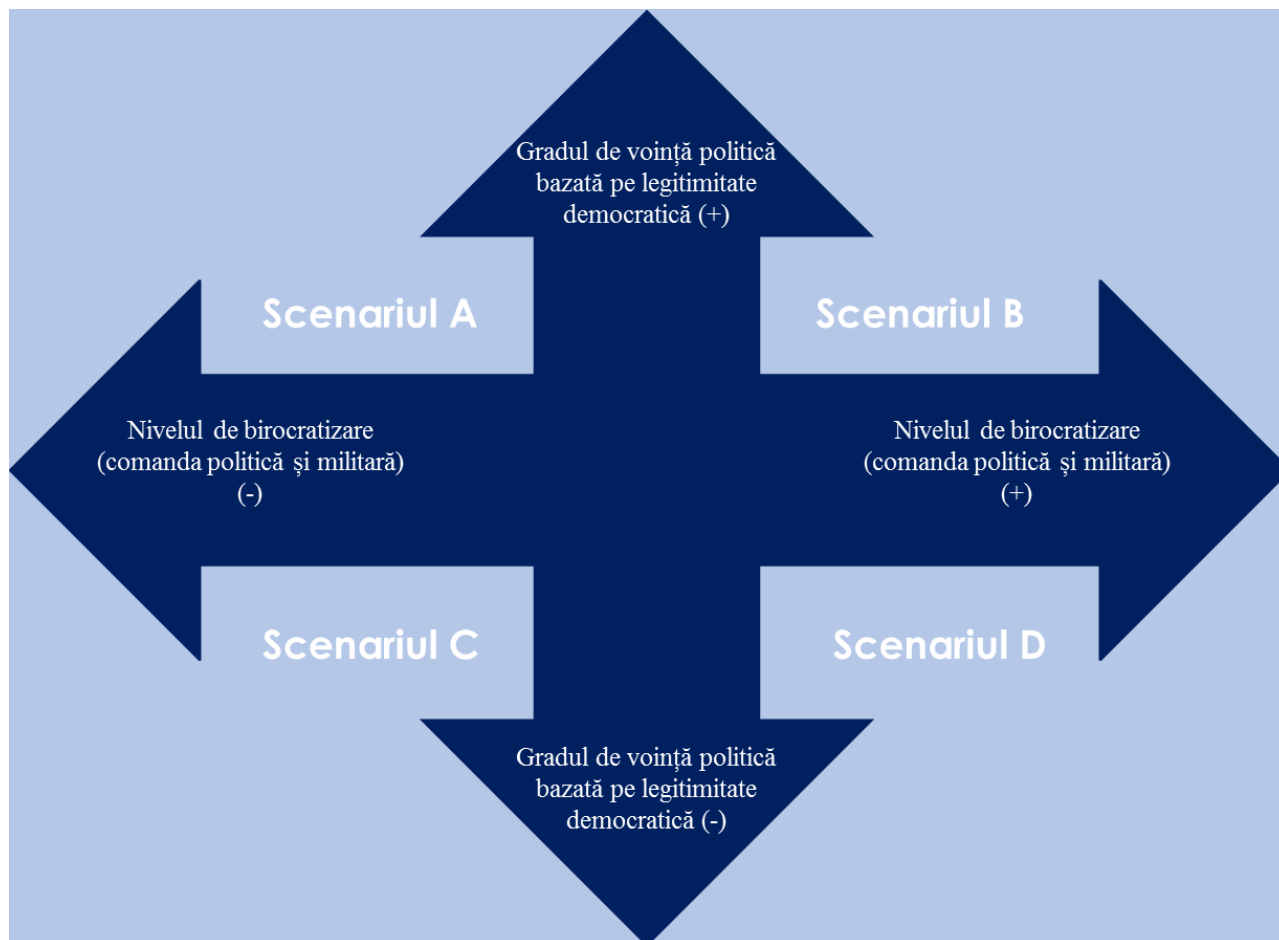 Gradul de voință politică
bazată pe legitimitate
democratică (+)
Scenariul A
Scenariul B
Nivelul de birocratizare
(comanda politică și militară)
(-)
Nivelul de birocratizare
(comanda politică și militară)
(+)
Scenariul C
Scenariul D
Gradul de voință politică
bazată pe legitimitate
democratică (-)